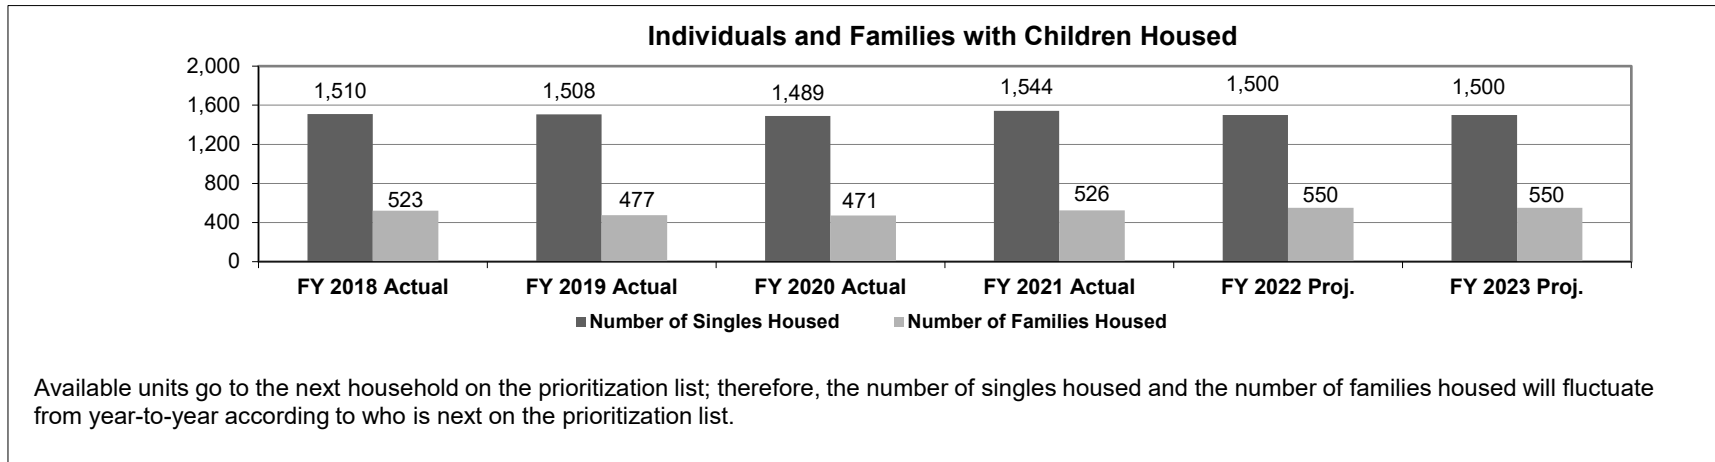 Individuals and Families with Children Housed
2,000
1,600
1,200
800
400
0
1,510
523
1,508
477
1,489
471
1,544
526
1,500
550
1,500
550
FY 2018 Actual
FY 2019 Actual
FY 2020 Actual
FY 2021 Actual
FY 2022 Proj.
FY 2023 Proj.
Number of Singles Housed
Number of Families Housed
Available units go to the next household on the prioritization list; therefore, the number of singles housed and the number of families housed will fluctuate
from year-to-year according to who is next on the prioritization list.